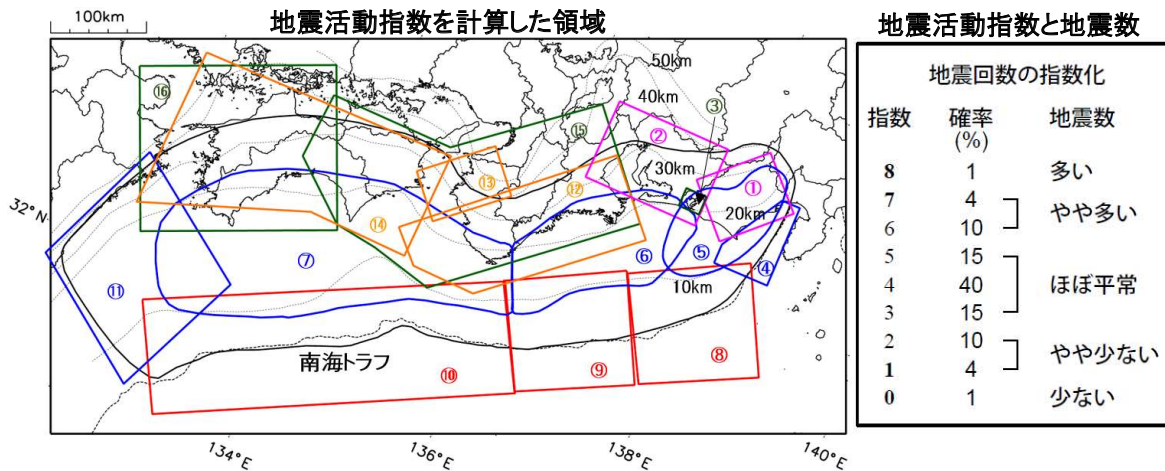 100km
地震活動指数を計算した領域
50km
40km
③
⑯
⑮
②
30km
①
⑬
⑫
20km
32°N
⑭
⑦
⑥
⑤
④
⑪
10km
南海トラフ
⑩
⑨
⑧
134°E
136°E
138°E
140°E
地震活動指数と地震数
地震回数の指数化
指数 確率 地震数
(%)
8 1 多い
7 4
やや多い
6 10
5 15
4 40 ほぼ平常
3 15
2 10
やや少ない
1 4
0 1 少ない